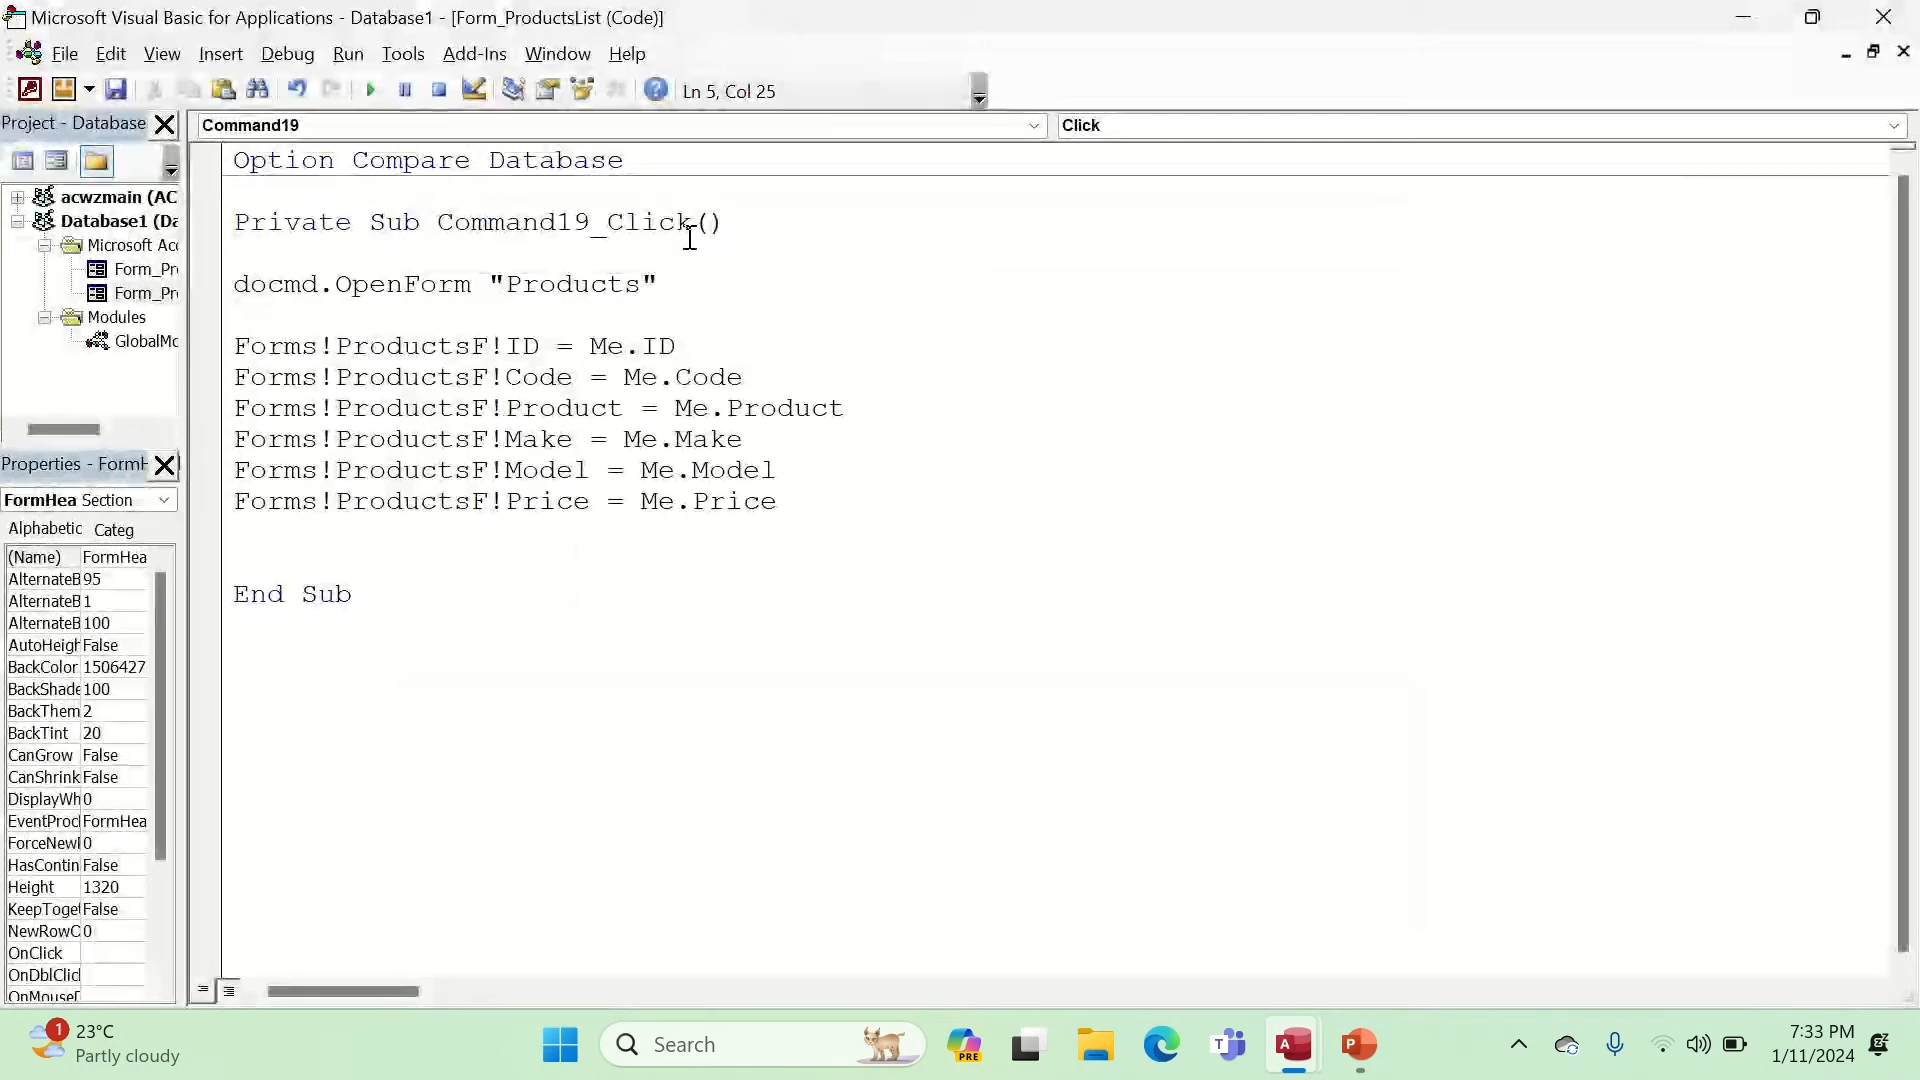 Microsoft Visual Basic for Applications - Database1 - [Form_ProductsList (Code)]
File Edit View Insert Debug Run Tools Add-Ins Window Help
Ln 5, Col 25
Project - Database
Command19
Click
acwzmain (AC
Database1 (Da
Microsoft Acc
Form_Pr
Form_Pr
Modules
GlobalMo
Option Compare Database
Private Sub Command19_Click()
docmd.OpenForm "Products"
Forms!ProductsF!ID = Me.ID
Forms!ProductsF!Code = Me.Code
Forms!ProductsF!Product = Me.Product
Forms!ProductsF!Make = Me.Make
Forms!ProductsF!Model = Me.Model
Forms!ProductsF!Price = Me.Price
End Sub
Properties - FormH
FormHea Section
Alphabetic Categ
(Name) FormHea
AlternateB 95
AlternateB 1
AlternateB 100
AutoHeigh False
BackColor 1506427
BackShade 100
BackThem 2
BackTint 20
CanGrow False
CanShrink False
DisplayWh 0
EventProc FormHea
ForceNewP 0
HasContin False
Height 1320
KeepToget False
NewRowC 0
OnClick
OnDblClic
OnMouseD
1
23°C
Partly cloudy
Search
PRE
7:33 PM
1/11/2024